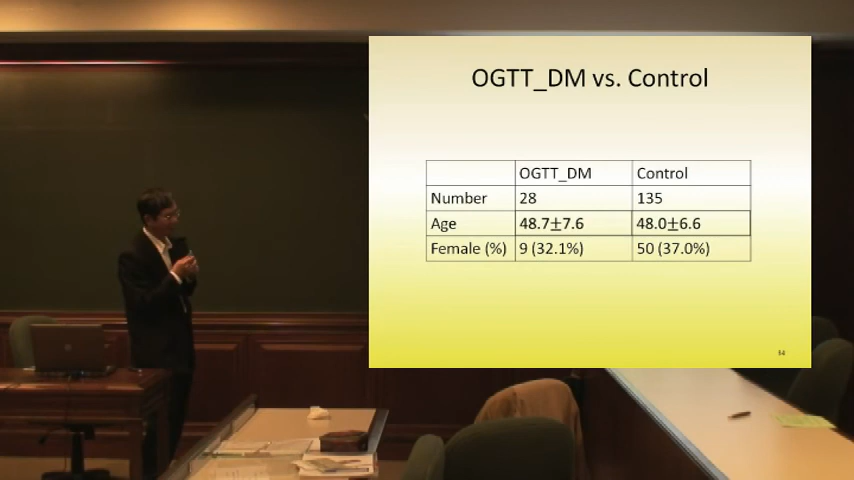 OGTT_DM vs. Control
OGTT_DM Control
Number 28 135
Age 48.7±7.6 48.0±6.6
Female (%) 9 (32.1%) 50 (37.0%)
34